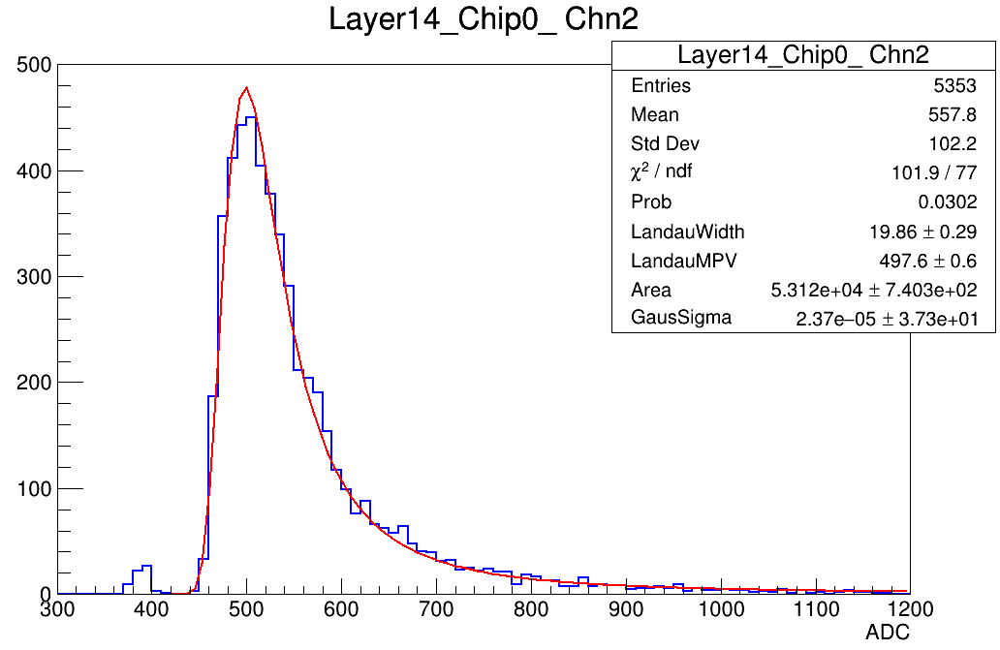 Layer14_Chip0_ Chn2
Layer14_Chip0_ Chn2
Entries 5353
Mean 557.8
Std Dev 102.2
χ² / ndf 101.9 / 77
Prob 0.0302
LandauWidth 19.86 ± 0.29
LandauMPV 497.6 ± 0.6
Area 5.312e+04 ± 7.403e+02
GausSigma 2.37e−05 ± 3.73e+01
500
400
300
200
100
0
300 400 500 600 700 800 900 1000 1100 1200
ADC